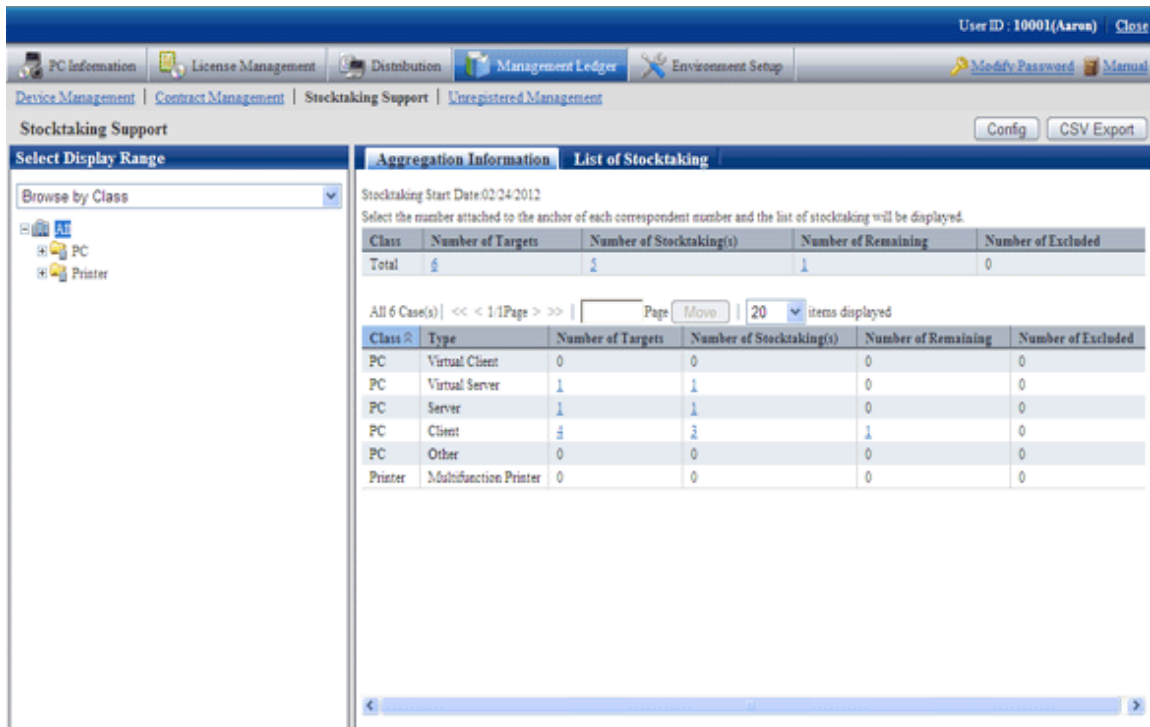 User ID : 10001(Aaron) Close
PC Information License Management Distribution Management Ledger Environment Setup Modify Password Manual
Device Management | Contract Management | Stocktaking Support | Unregistered Management
Stocktaking Support Config CSV Export
Select Display Range
Browse by Class
All
PC
Printer
Aggregation Information List of Stocktaking
Stocktaking Start Date:02/24/2012
Select the number attached to the anchor of each correspondent number and the list of stocktaking will be displayed.
Class Number of Targets Number of Stocktaking(s) Number of Remaining Number of Excluded
Total 6 5 1 0
All 6 Case(s)| << < 1/1Page > >> | Page Move | 20 items displayed
Class Type Number of Targets Number of Stocktaking(s) Number of Remaining Number of Excluded
PC Virtual Client 0 0 0 0
PC Virtual Server 1 1 0 0
PC Server 1 1 0 0
PC Client 4 3 1 0
PC Other 0 0 0 0
Printer Multifunction Printer 0 0 0 0